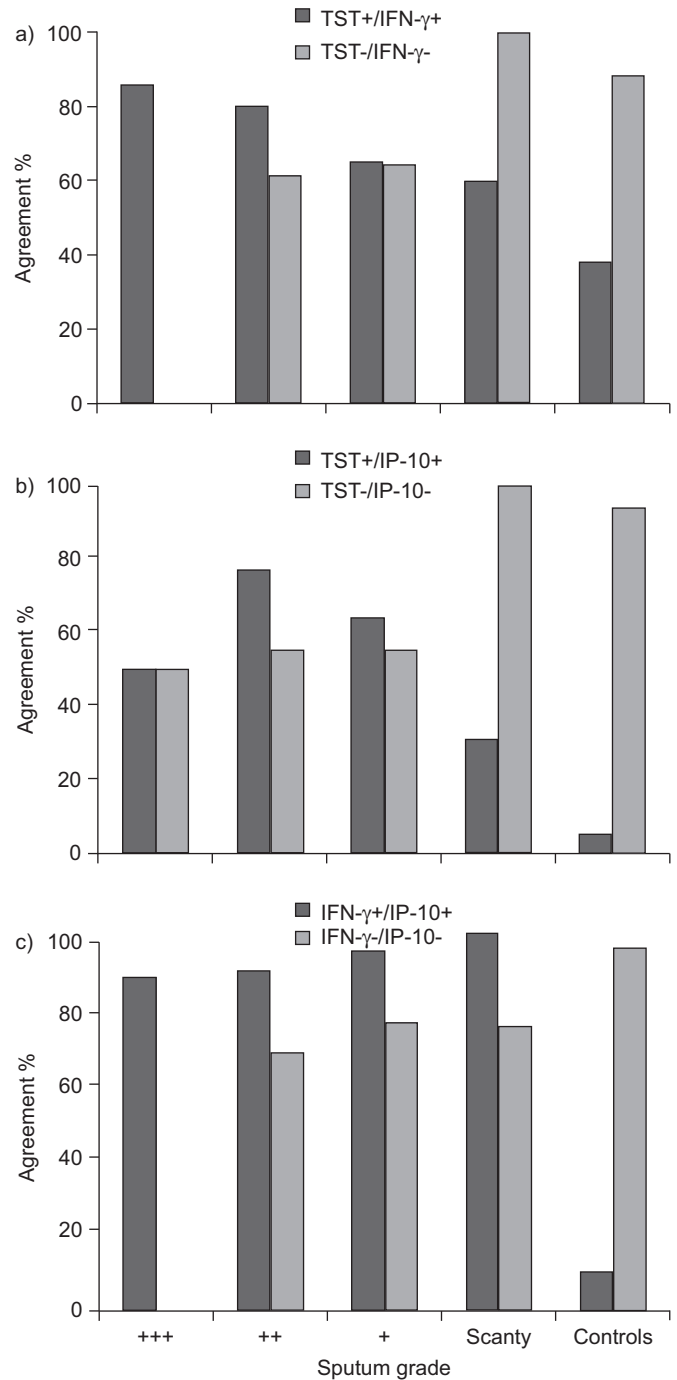 a)
TST+/IFN-γ+
TST-/IFN-γ-
Agreement %
100
80
60
40
20
0
b)
TST+/IP-10+
TST-/IP-10-
Agreement %
100
80
60
40
20
0
c)
IFN-γ+/IP-10+
IFN-γ-/IP-10-
Agreement %
100
80
60
40
20
0
+++ ++ + Scanty Controls
Sputum grade